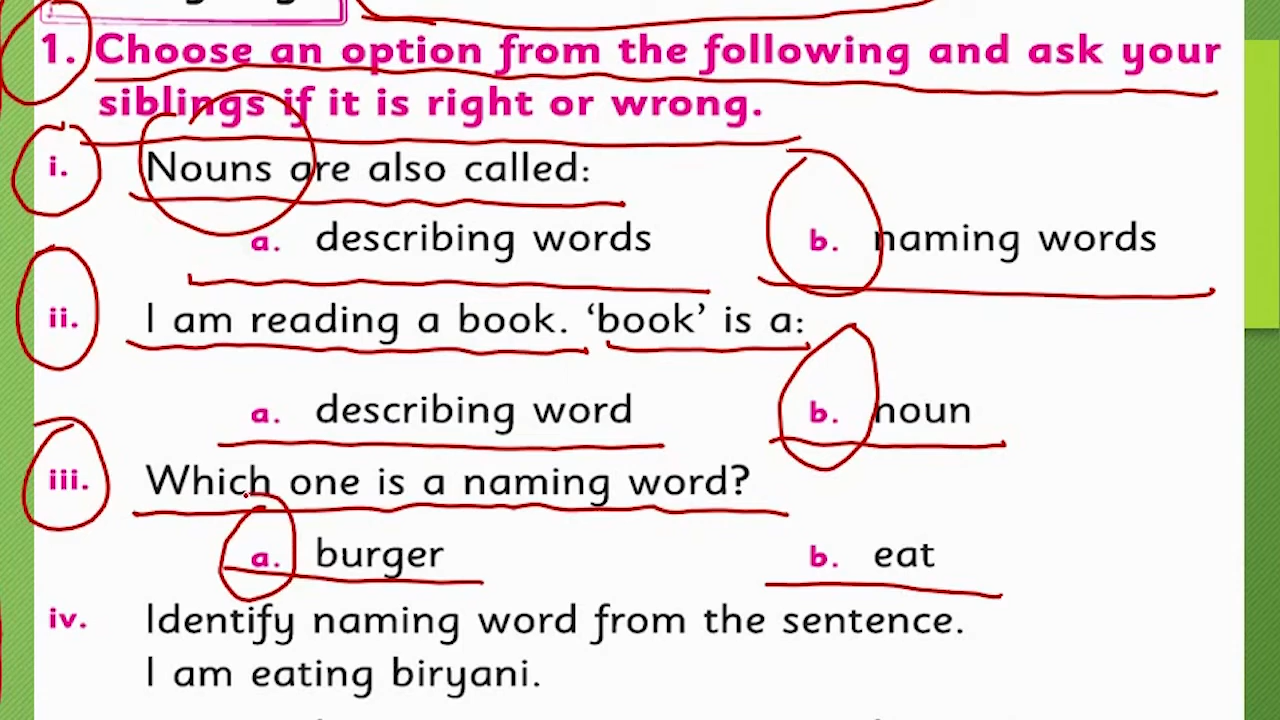 1. Choose an option from the following and ask your
siblings if it is right or wrong.
i. Nouns are also called:
a. describing words b. naming words
ii. I am reading a book. ‘book’ is a:
a. describing word b. noun
iii. Which one is a naming word?
a. burger b. eat
iv. Identify naming word from the sentence.
I am eating biryani.